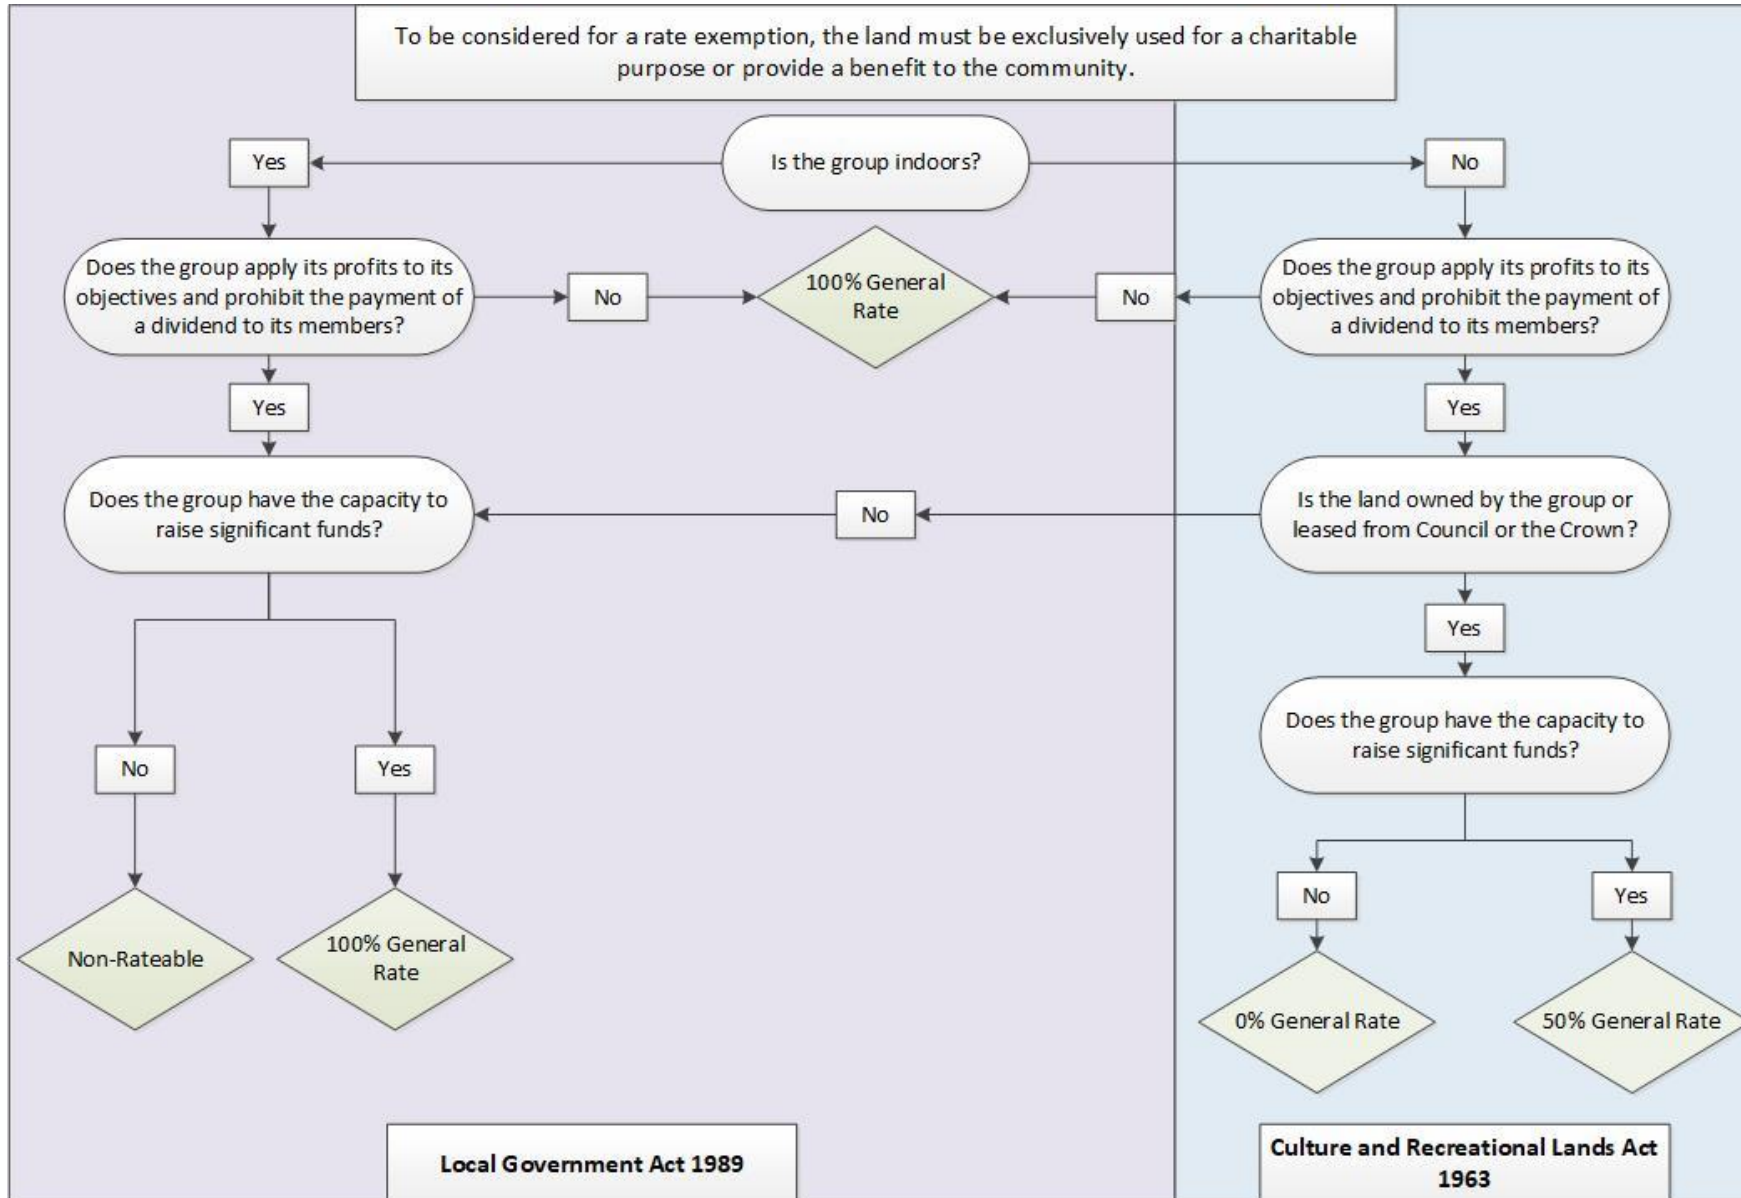 To be considered for a rate exemption, the land must be exclusively used for a charitable
purpose or provide a benefit to the community.
Yes
Is the group indoors?
No
Does the group apply its profits to its
objectives and prohibit the payment of
a dividend to its members?
No
100% General
Rate
No
Does the group apply its profits to its
objectives and prohibit the payment of
a dividend to its members?
Yes
Yes
Does the group have the capacity to
raise significant funds?
No
Is the land owned by the group or
leased from Council or the Crown?
Yes
Does the group have the capacity to
raise significant funds?
No
Yes
No
Yes
Non-Rateable
100% General
Rate
0% General Rate
50% General Rate
Local Government Act 1989
Culture and Recreational Lands Act
1963